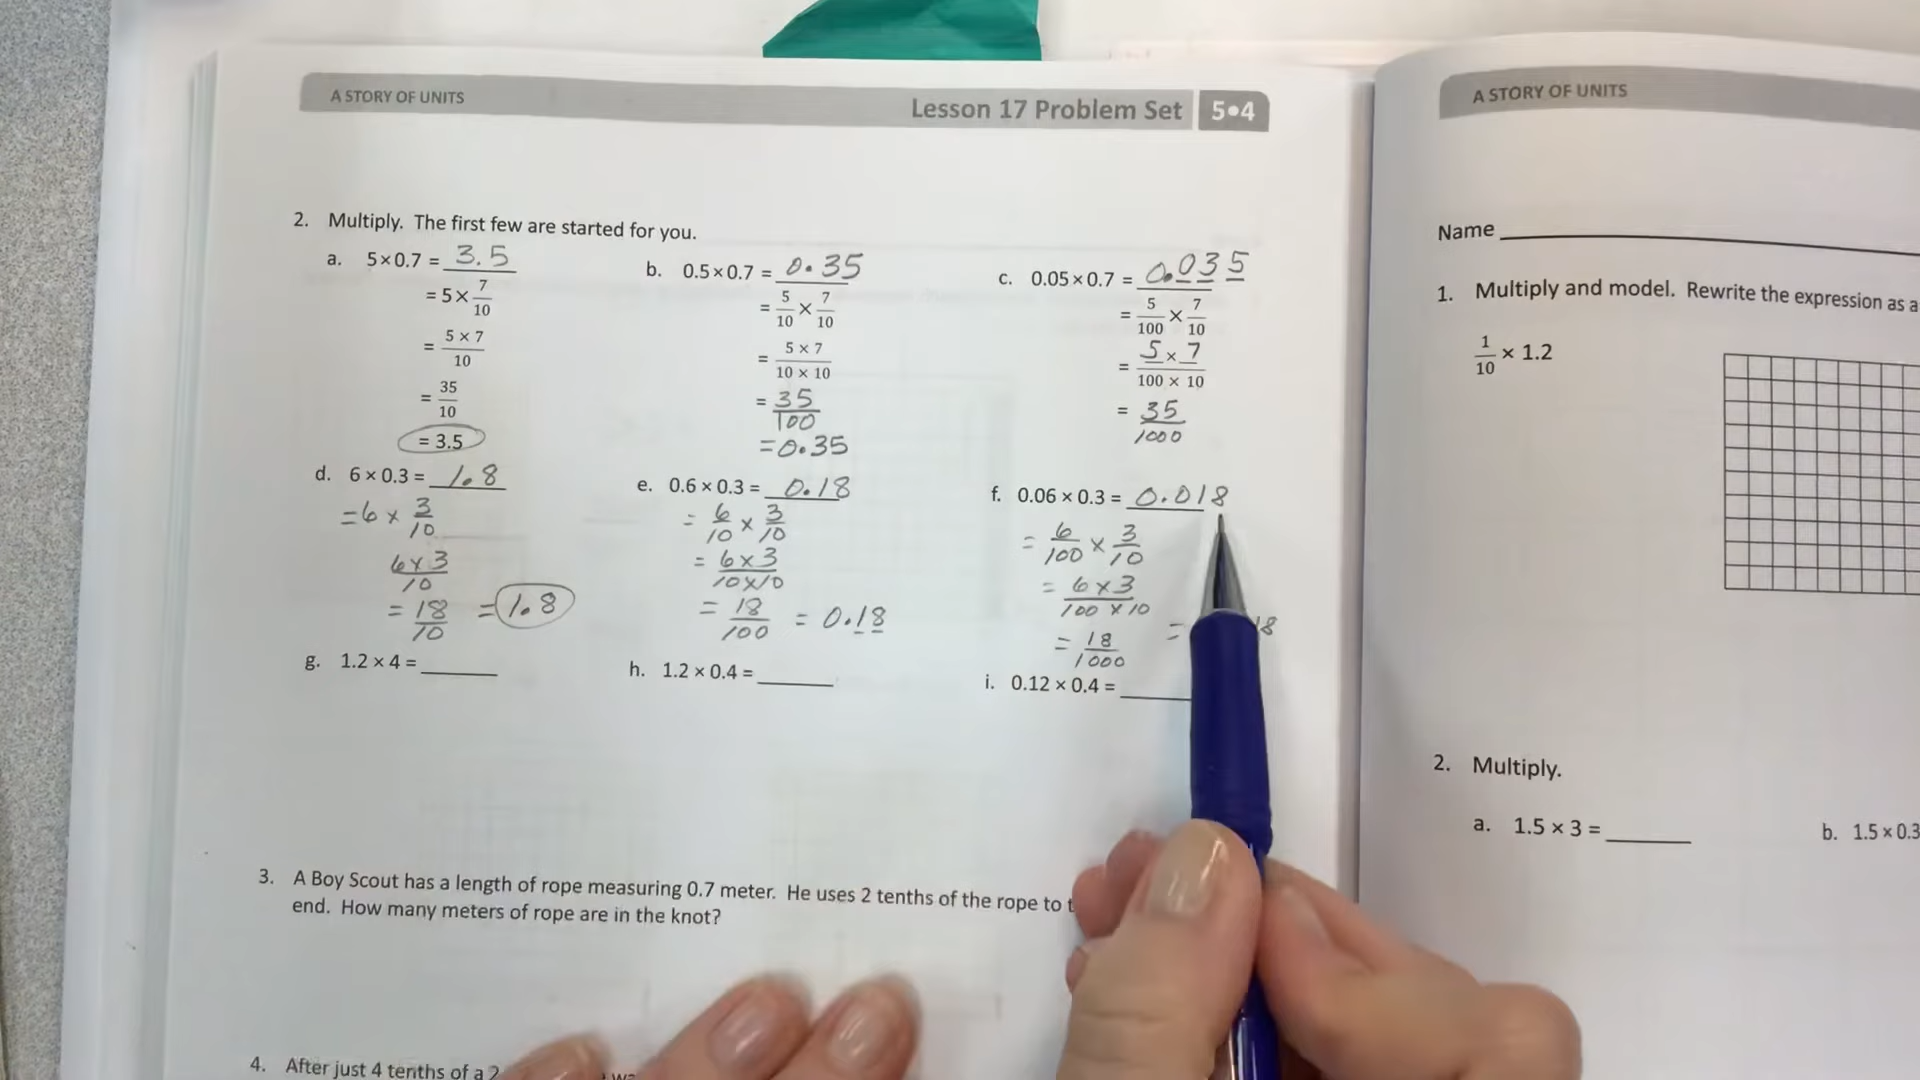 A STORY OF UNITS
Lesson 17 Problem Set 5•4
2. Multiply. The first few are started for you.
a. 5 × 0.7 = 3.5
= 5 × 7/10
= 5 × 7/10
= 35/10
= 3.5
b. 0.5 × 0.7 = 0.35
= 5/10 × 7/10
= 5 × 7/10 × 10
= 35/100
= 0.35
c. 0.05 × 0.7 = 0.035
= 5/100 × 7/10
= 5 × 7/100 × 10
= 35/1000
d. 6 × 0.3 = 1.8
= 6 × 3/10
6 × 3/10
= 18/10 = 1.8
e. 0.6 × 0.3 = 0.18
= 6/10 × 3/10
= 6 × 3/10 × 10
= 18/100 = 0.18
f. 0.06 × 0.3 = 0.018
= 6/100 × 3/10
= 6 × 3/100 × 10
= 18/1000 = 18
g. 1.2 × 4 =
h. 1.2 × 0.4 =
i. 0.12 × 0.4 =
3. A Boy Scout has a length of rope measuring 0.7 meter. He uses 2 tenths of the rope to
end. How many meters of rope are in the knot?
4. After just 4 tenths of a 2
A STORY OF UNITS
Name
1. Multiply and model. Rewrite the expression as a
1/10 × 1.2
2. Multiply.
a. 1.5 × 3 =
b. 1.5 × 0.3